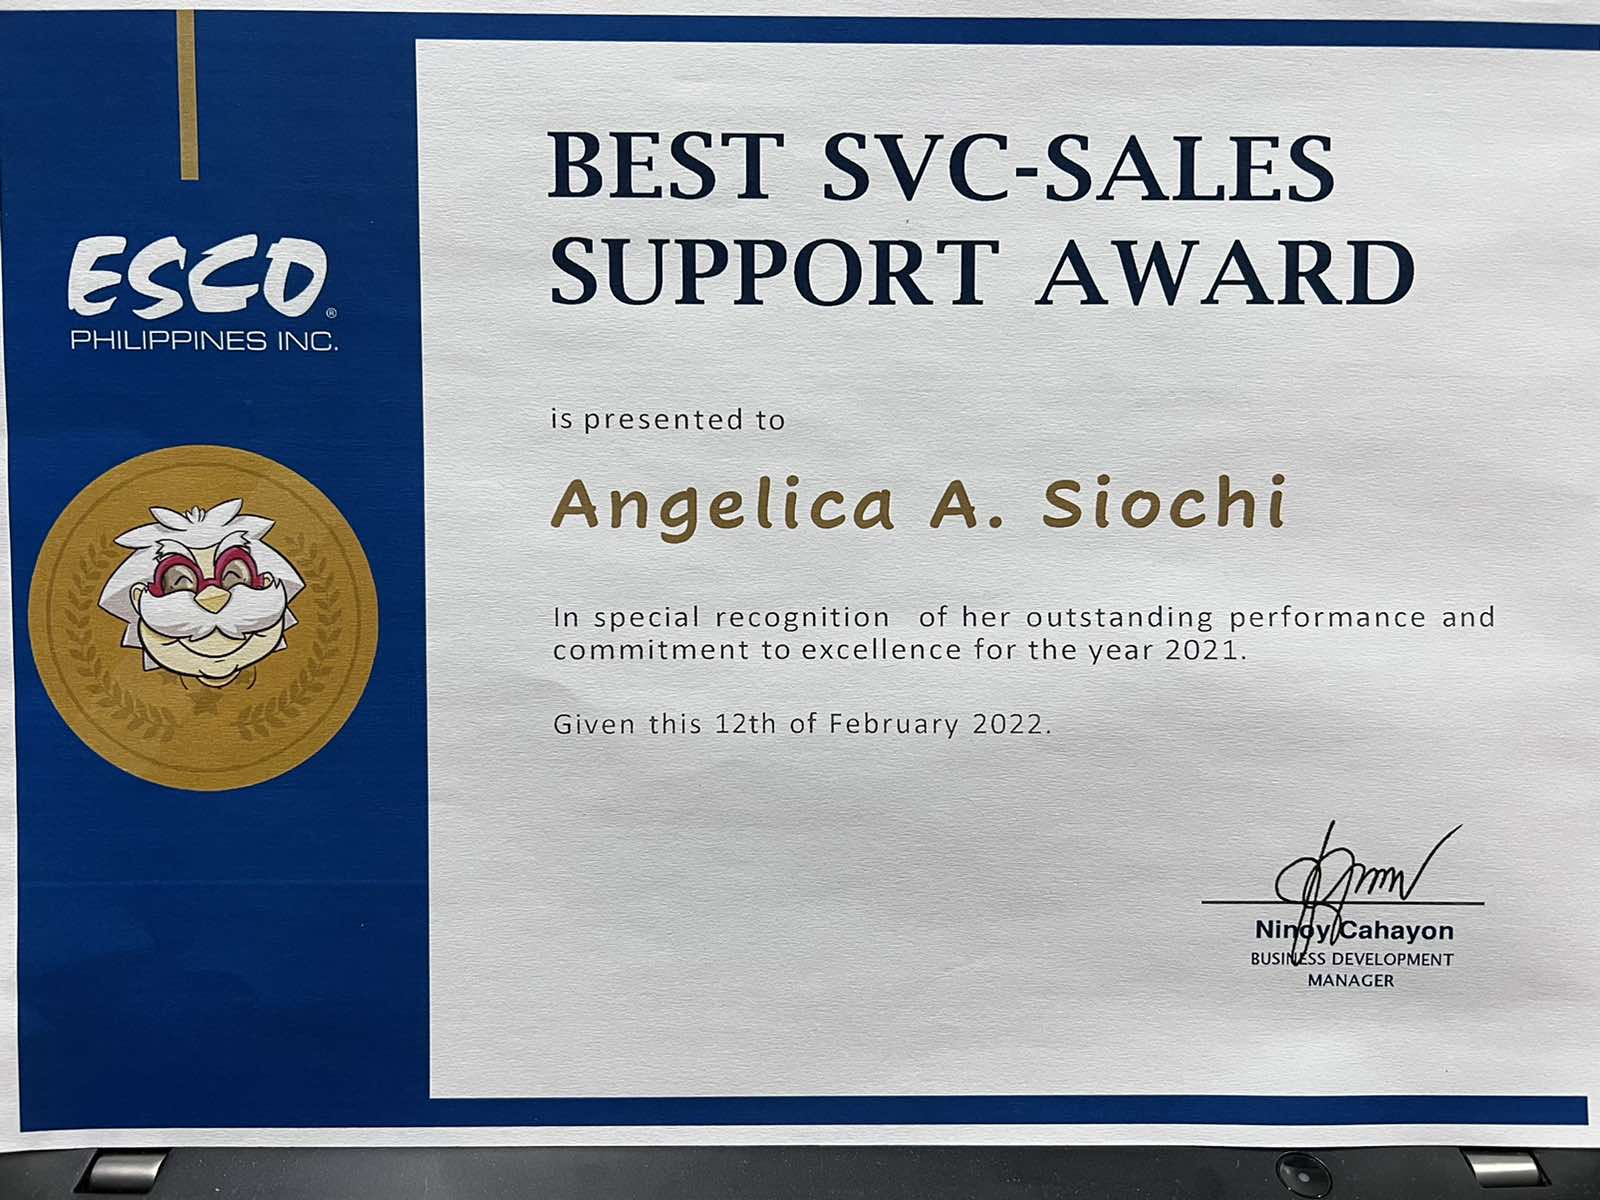 ESCO®
PHILIPPINES INC.
BEST SVC-SALES
SUPPORT AWARD
is presented to
Angelica A. Siochi
In special recognition of her outstanding performance and
commitment to excellence for the year 2021.
Given this 12th of February 2022.
Ninoy Cahayon
BUSINESS DEVELOPMENT
MANAGER